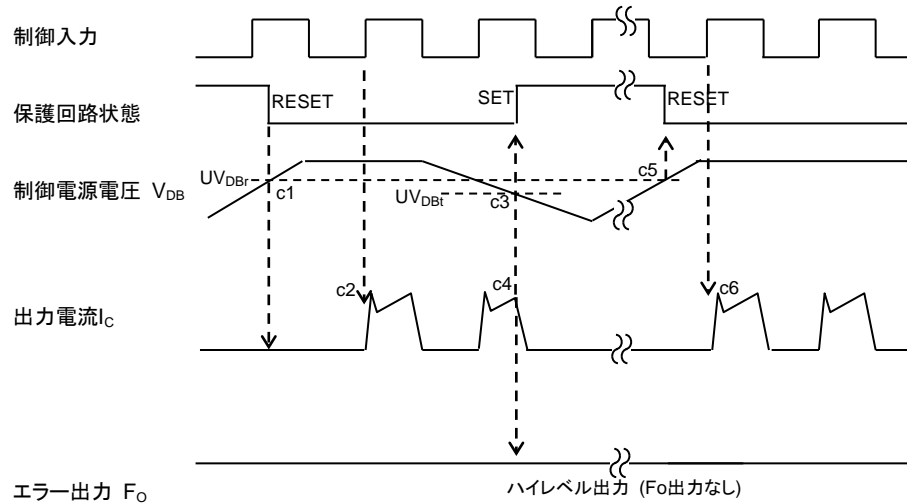 制御入力
保護回路状態
RESET
SET
RESET
制御電源電圧 VDB
UVDBr
c1
UVDBt
c3
c5
出力電流IC
c2
c4
c6
エラー出力 FO
ハイレベル出力 (Fo出力なし)